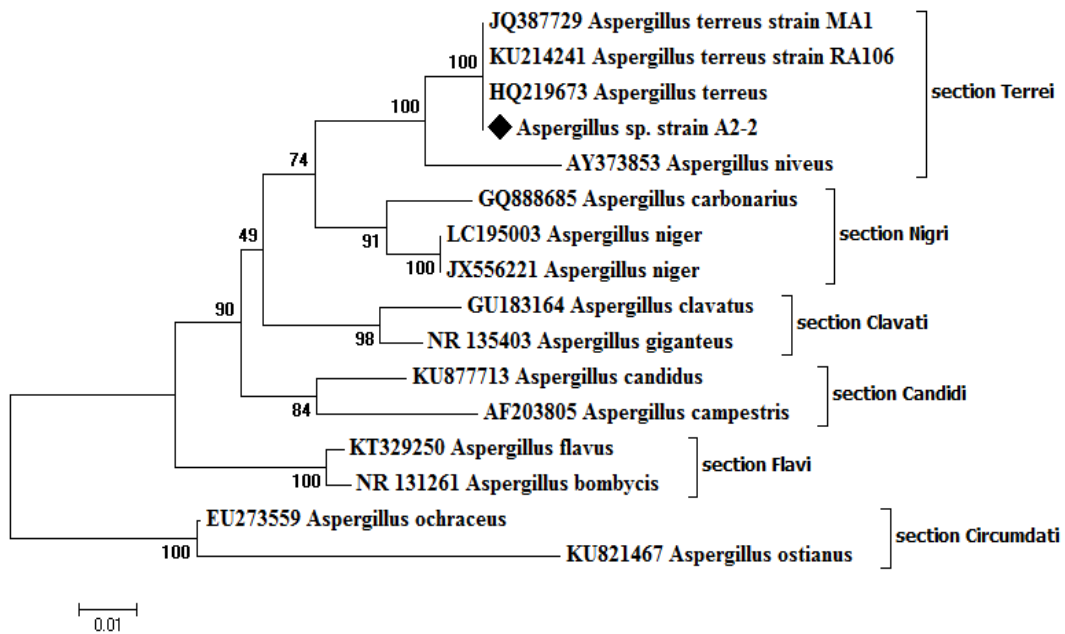 JQ387729 Aspergillus terreus strain MA1
KU214241 Aspergillus terreus strain RA106
HQ219673 Aspergillus terreus
Aspergillus sp. strain A2-2
AY373853 Aspergillus niveus
section Terrei
GQ888685 Aspergillus carbonarius
LC195003 Aspergillus niger
JX556221 Aspergillus niger
section Nigri
GU183164 Aspergillus clavatus
NR 135403 Aspergillus giganteus
section Clavati
KU877713 Aspergillus candidus
AF203805 Aspergillus campestris
section Candidi
KT329250 Aspergillus flavus
NR 131261 Aspergillus bombycis
section Flavi
EU273559 Aspergillus ochraceus
KU821467 Aspergillus ostianus
section Circumdati
100
100
74
91
100
49
98
90
84
100
100
0.01